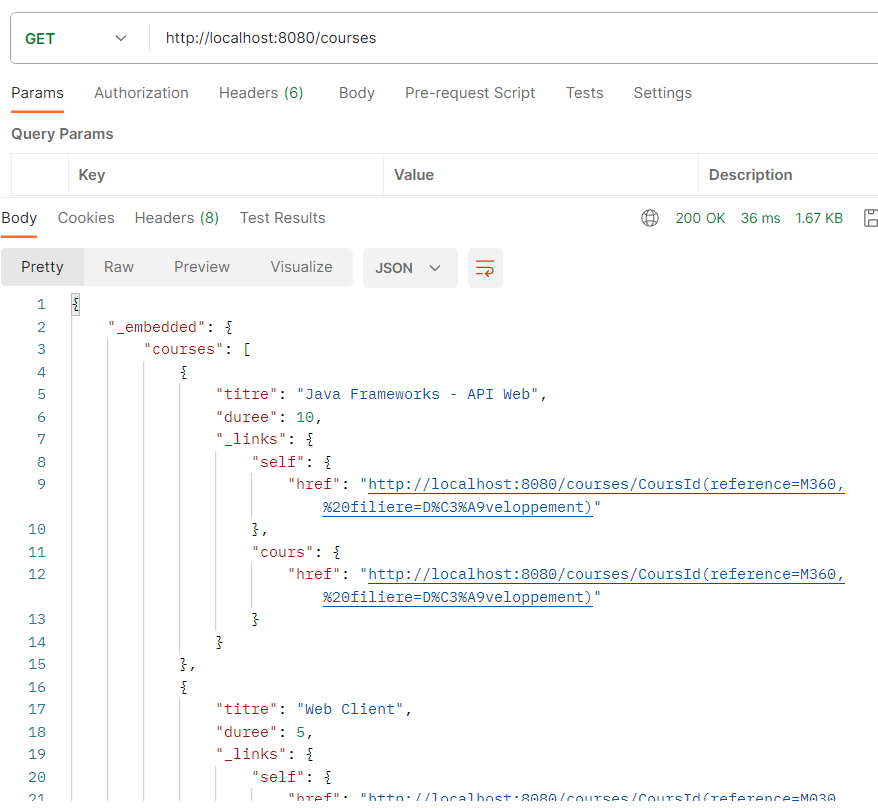 GET http://localhost:8080/courses
Params Authorization Headers (6) Body Pre-request Script Tests Settings
Query Params
Key Value Description
Body Cookies Headers (8) Test Results 200 OK 36 ms 1.67 KB
Pretty Raw Preview Visualize JSON
1 {
2 "_embedded": {
3 "courses": [
4 {
5 "titre": "Java Frameworks - API Web",
6 "duree": 10,
7 "_links": {
8 "self": {
9 "href": "http://localhost:8080/courses/CoursId(reference=M360,
%20filiere=D%C3%A9veloppement)"
10 },
11 "cours": {
12 "href": "http://localhost:8080/courses/CoursId(reference=M360,
%20filiere=D%C3%A9veloppement)"
13 }
14 }
15 },
16 {
17 "titre": "Web Client",
18 "duree": 5,
19 "_links": {
20 "self": {
21 "href": "http://localhost:8080/courses/CoursId(reference=M030,